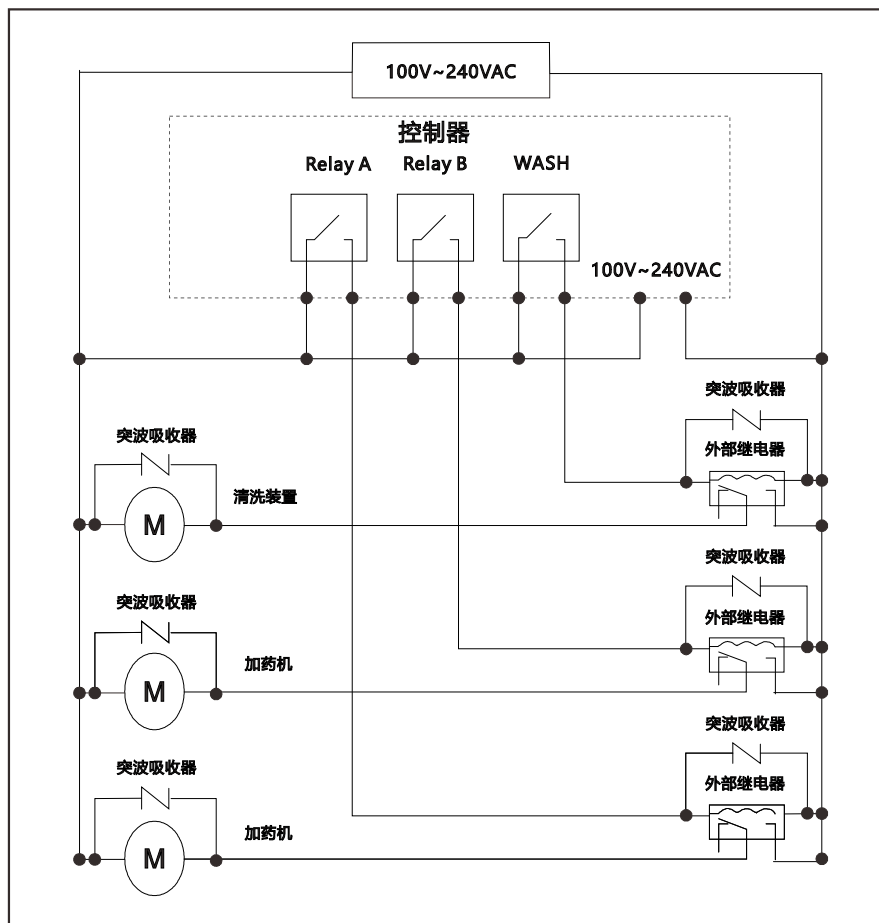 100V~240VAC
控制器
Relay A
Relay B
WASH
100V~240VAC
突波吸收器
外部继电器
突波吸收器
清洗装置
M
突波吸收器
外部继电器
突波吸收器
加药机
M
突波吸收器
外部继电器
突波吸收器
加药机
M